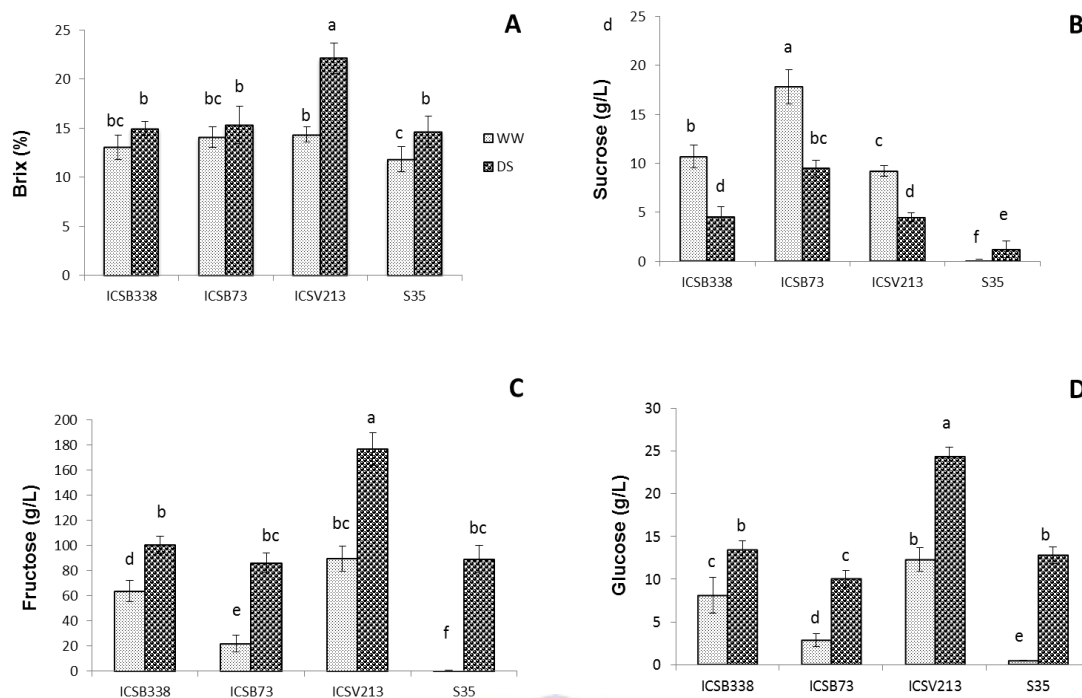 A
25
20
15
10
5
0
Brix (%)
bc
b
bc
b
b
a
c
b
ICSB338
ICSB73
ICSV213
S35
WW
DS
B
d
25
20
15
10
5
0
Sucrose (g/L)
b
d
a
bc
c
d
f
e
ICSB338
ICSB73
ICSV213
S35
C
200
180
160
140
120
100
80
60
40
20
0
Fructose (g/L)
d
b
e
bc
bc
a
f
bc
ICSB338
ICSB73
ICSV213
S35
D
30
25
20
15
10
5
0
Glucose (g/L)
c
b
d
c
b
a
e
b
ICSB338
ICSB73
ICSV213
S35